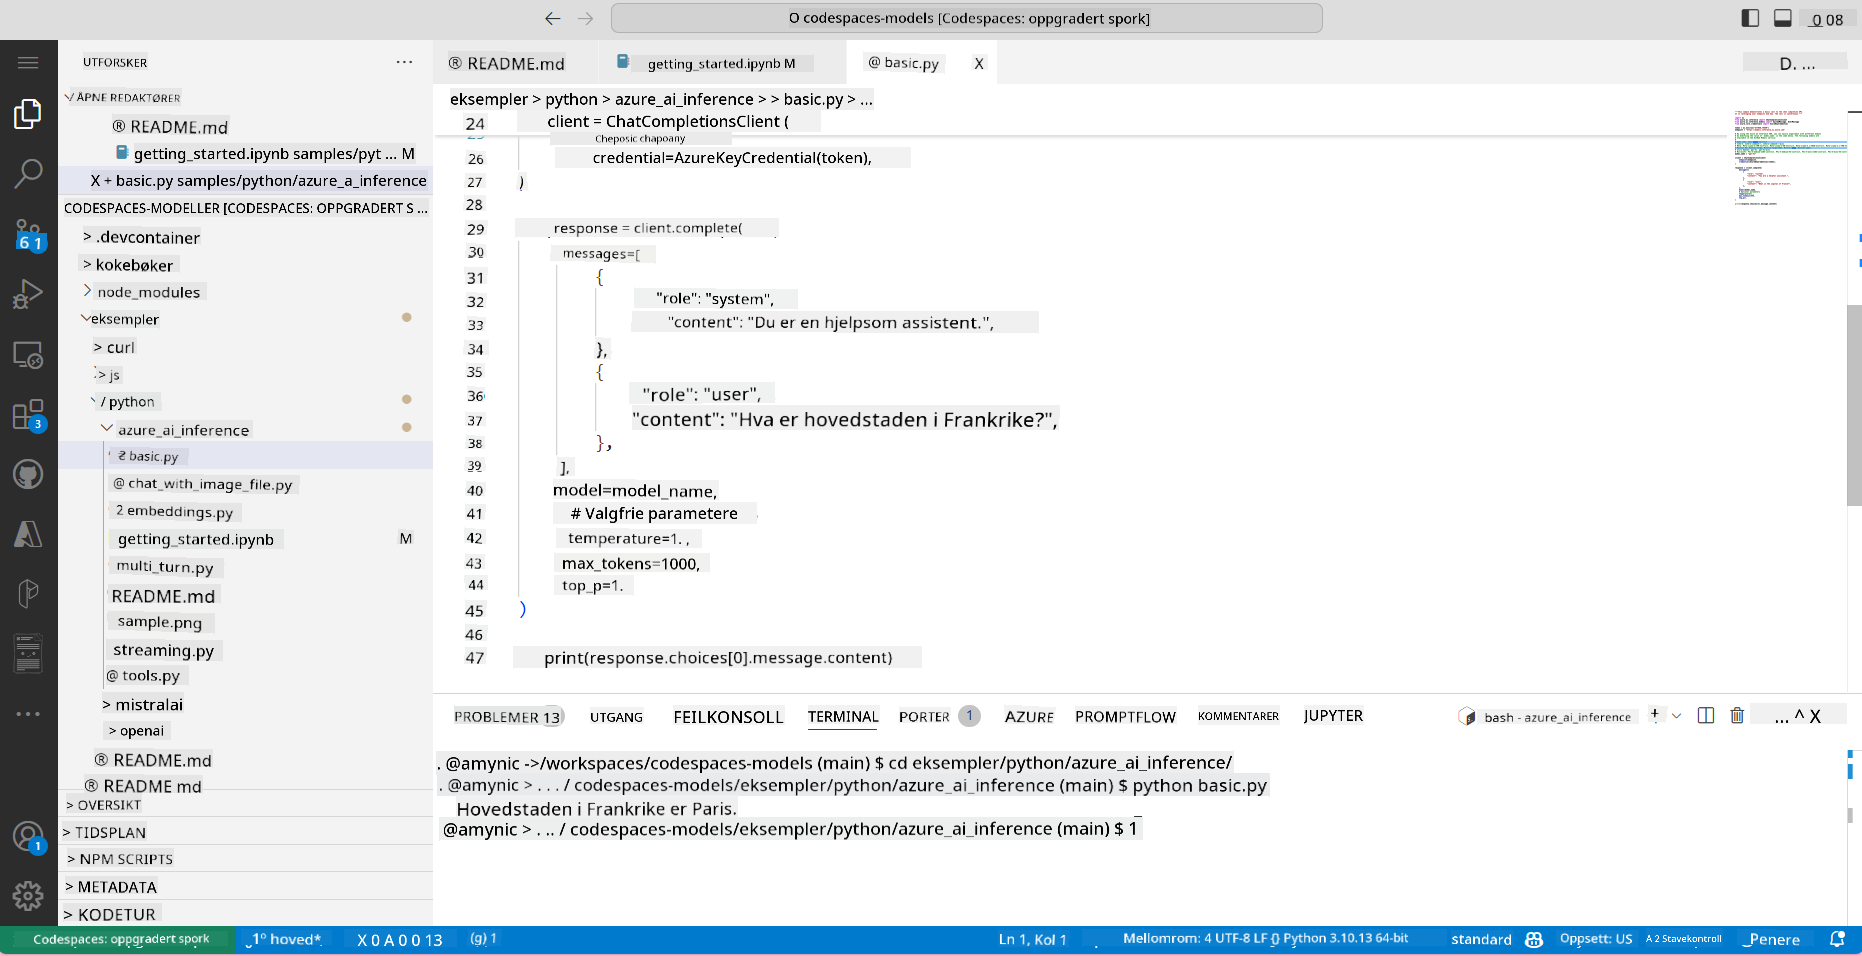 O codespaces-models [Codespaces: oppgradert spork]
0 08
UTFORSKER
...
ÅPNE REDAKTØRER
® README.md
getting_started.ipynb samples/pyt ... M
X + basic.py samples/python/azure_a_inference
CODESPACES-MODELLER [CODESPACES: OPPGRADERT S ...
> .devcontainer
> kokebøker
> node_modules
eksempler
> curl
> js
/ python
azure_ai_inference
basic.py
@ chat_with_image_file.py
2 embeddings.py
getting_started.ipynb M
multi_turn.py
README.md
sample.png
streaming.py
@ tools.py
> mistralai
> openai
® README.md
® README md
> OVERSIKT
> TIDSPLAN
> NPM SCRIPTS
> METADATA
> KODETUR
61
3
1
® README.md
getting_started.ipynb M
@ basic.py X
D. ...
eksempler > python > azure_ai_inference > > basic.py > ...
24 client = ChatCompletionsClient (
Cheposic chapoany
26 credential=AzureKeyCredential(token),
27 )
28
29 response = client.complete(
30 messages=[
31 {
32 "role": "system",
33 "content": "Du er en hjelpsom assistent.",
34 },
35 {
36 "role": "user",
37 "content": "Hva er hovedstaden i Frankrike?",
38 },
39 ],
40 model=model_name,
41 # Valgfrie parametere
42 temperature=1. ,
43 max_tokens=1000,
44 top_p=1.
45 )
46
47 print(response.choices[0].message.content)
PROBLEMER 13 UTGANG FEILKONSOLL TERMINAL PORTER 1 AZURE PROMPTFLOW KOMMENTARER JUPYTER
bash - azure_ai_inference + ... ^ X
. @amynic ->/workspaces/codespaces-models (main) $ cd eksempler/python/azure_ai_inference/
. @amynic > . . . / codespaces-models/eksempler/python/azure_ai_inference (main) $ python basic.py
Hovedstaden i Frankrike er Paris.
@amynic > . .. / codespaces-models/eksempler/python/azure_ai_inference (main) $ 1
Codespaces: oppgradert spork 1º hoved* X 0 A 0 0 13 (g) 1 Ln 1, Kol 1 Mellomrom: 4 UTF-8 LF {} Python 3.10.13 64-bit standard Oppsett: US A 2 Stavekontroll Penere